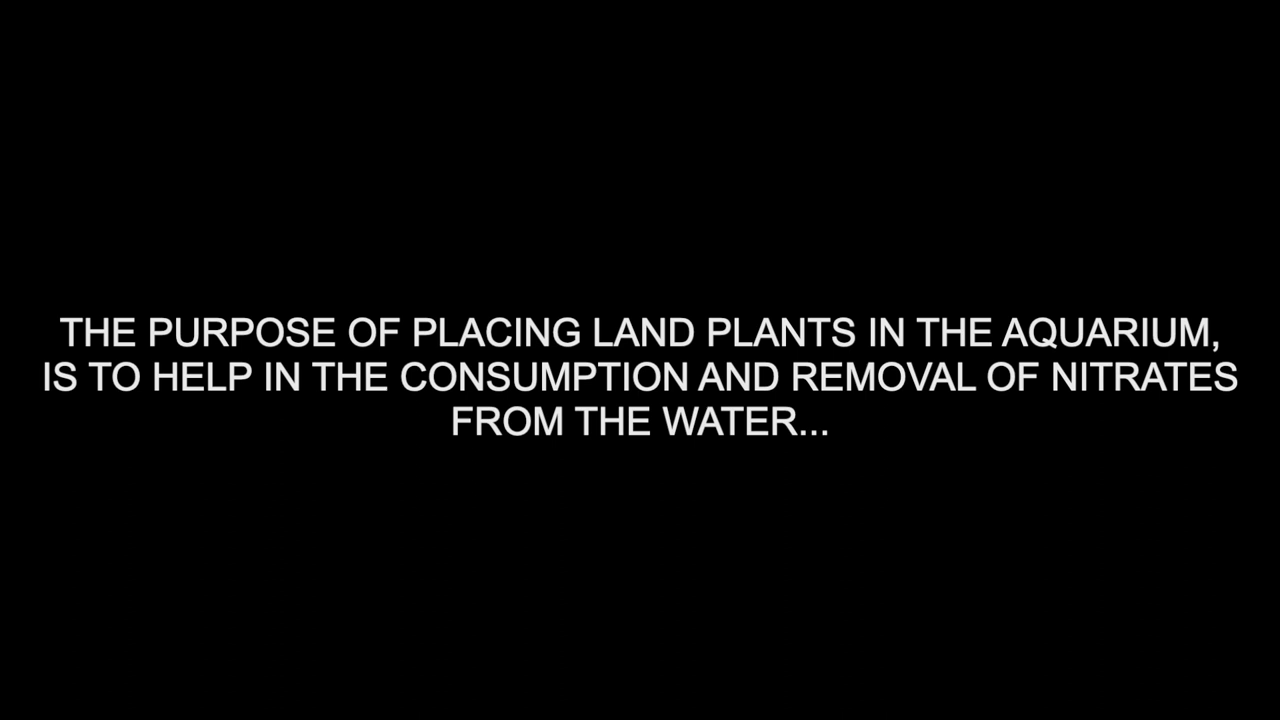 THE PURPOSE OF PLACING LAND PLANTS IN THE AQUARIUM,
IS TO HELP IN THE CONSUMPTION AND REMOVAL OF NITRATES
FROM THE WATER...